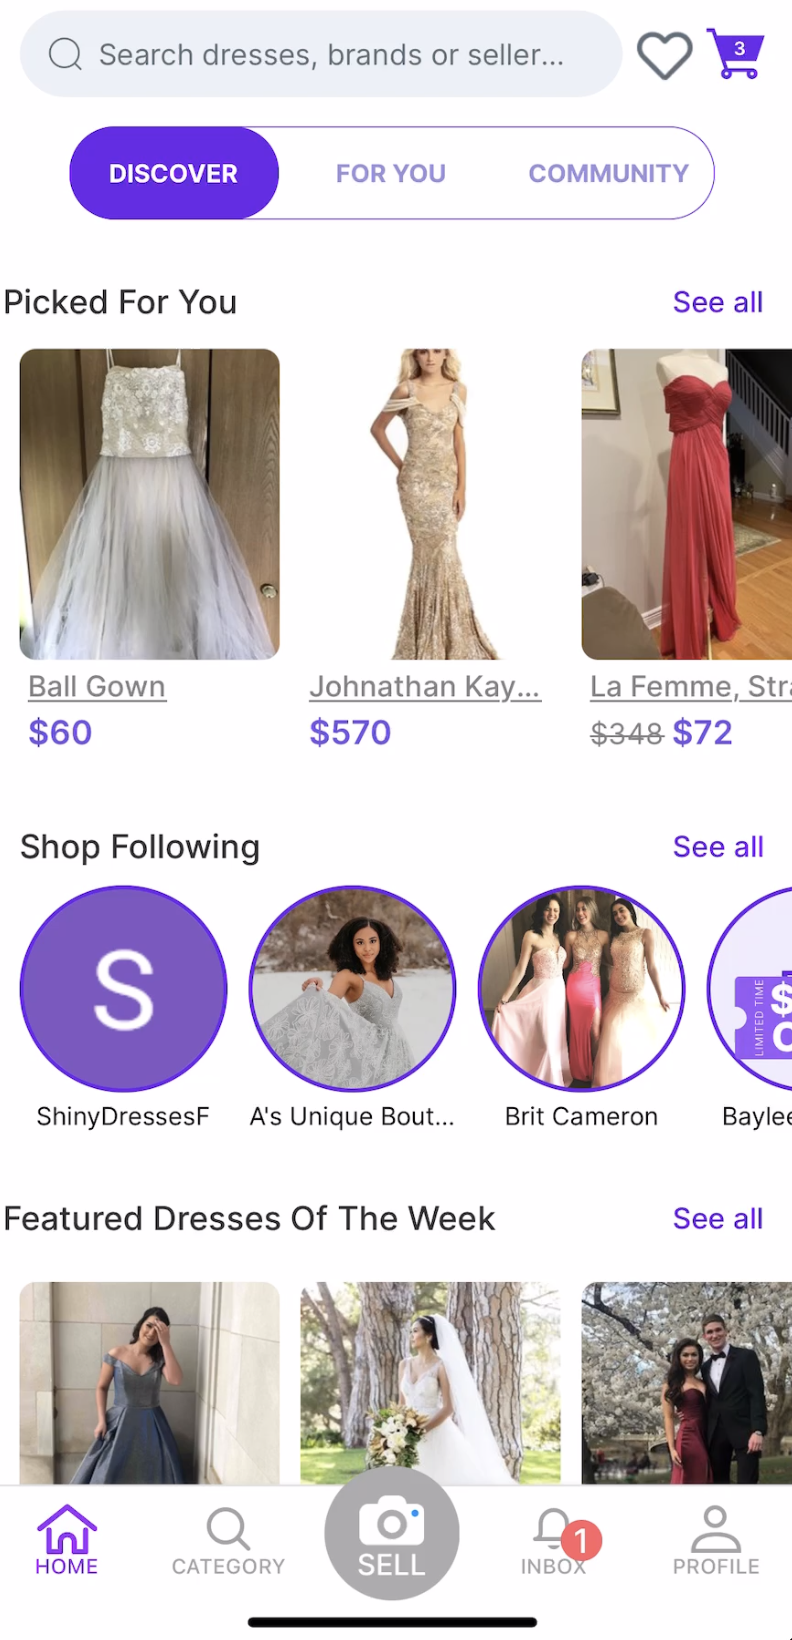 Search dresses, brands or seller...
3
DISCOVER
FOR YOU
COMMUNITY
Picked For You
See all
Ball Gown
Johnathan Kay...
La Femme, Stra
$60
$570
$348 $72
Shop Following
See all
S
LIMITED TIME
$
ShinyDressesF
A's Unique Bout...
Brit Cameron
Baylee
Featured Dresses Of The Week
See all
HOME
CATEGORY
SELL
INBOX
1
PROFILE